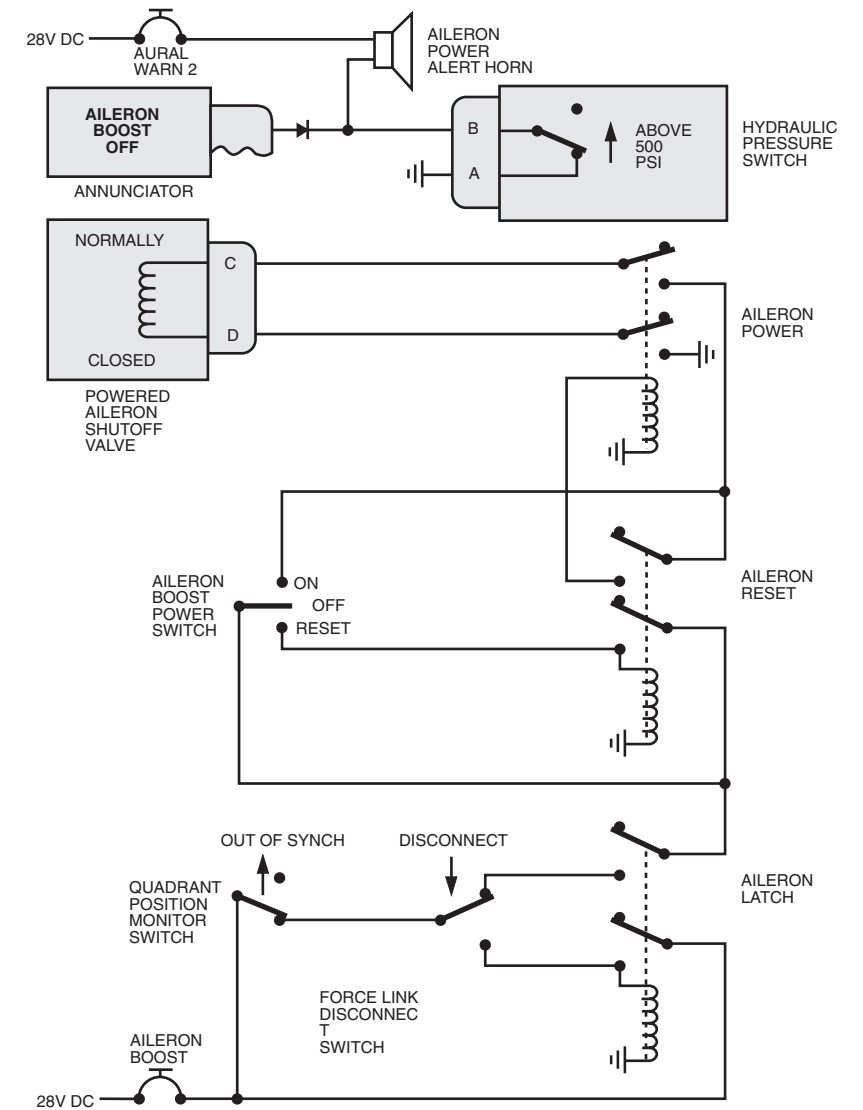 28V DC
AURAL
WARN 2
AILERON
POWER
ALERT HORN
AILERON
BOOST
OFF
ANNUNCIATOR
B
A
ABOVE
500
PSI
HYDRAULIC
PRESSURE
SWITCH
NORMALLY
CLOSED
C
D
POWERED
AILERON
SHUTOFF
VALVE
AILERON
POWER
AILERON
BOOST
POWER
SWITCH
ON
OFF
RESET
AILERON
RESET
OUT OF SYNCH
DISCONNECT
QUADRANT
POSITION
MONITOR
SWITCH
AILERON
LATCH
FORCE LINK
DISCONNEC
T
SWITCH
AILERON
BOOST
28V DC